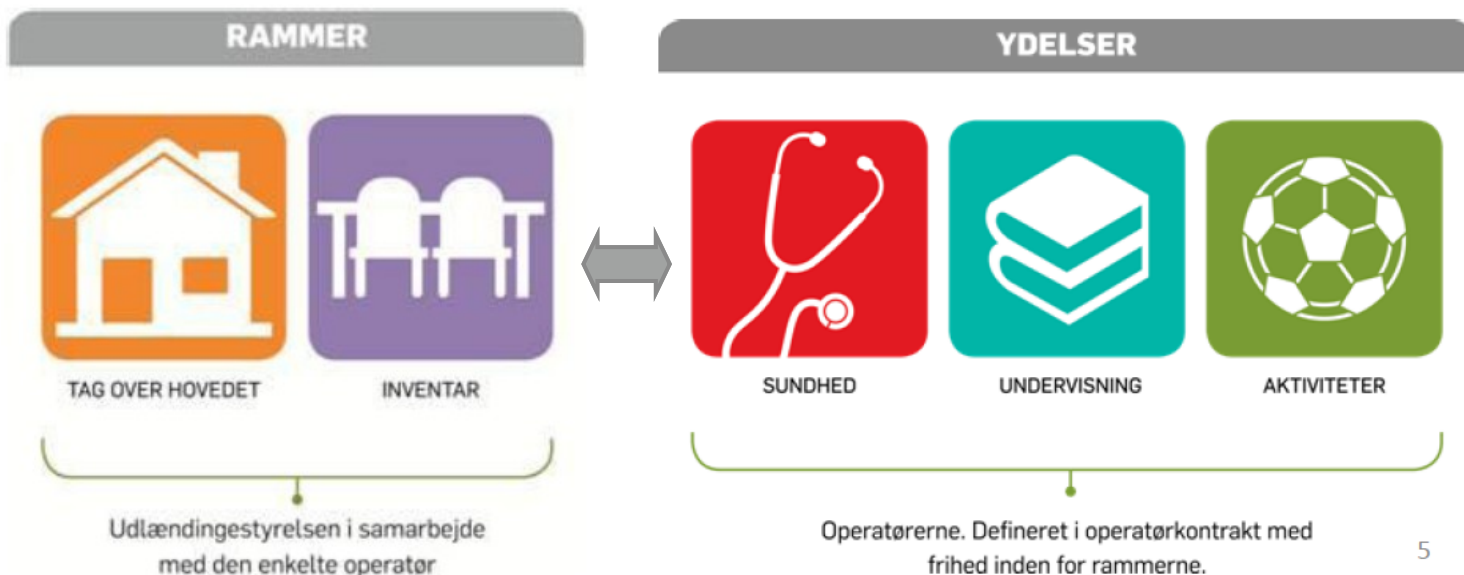 RAMMER
TAG OVER HOVEDET
INVENTAR
Udlændingestyrelsen i samarbejde
med den enkelte operatør
YDELSER
SUNDHED
UNDERVISNING
AKTIVITETER
Operatørerne. Defineret i operatørkontrakt med
frihed inden for rammerne.
5